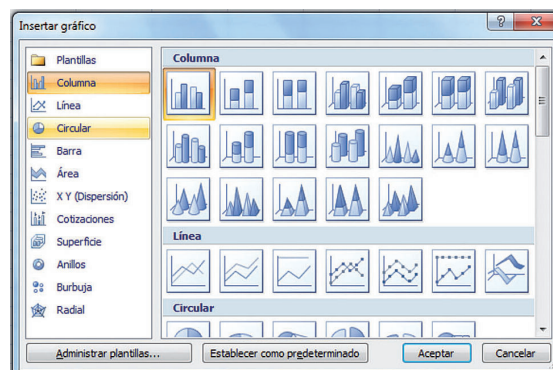 Insertar gráfico
Plantillas
Columna
Línea
Circular
Barra
Área
X Y (Dispersión)
Cotizaciones
Superficie
Anillos
Burbuja
Radial
Columna
Línea
Circular
Administrar plantillas...
Establecer como predeterminado
Aceptar
Cancelar